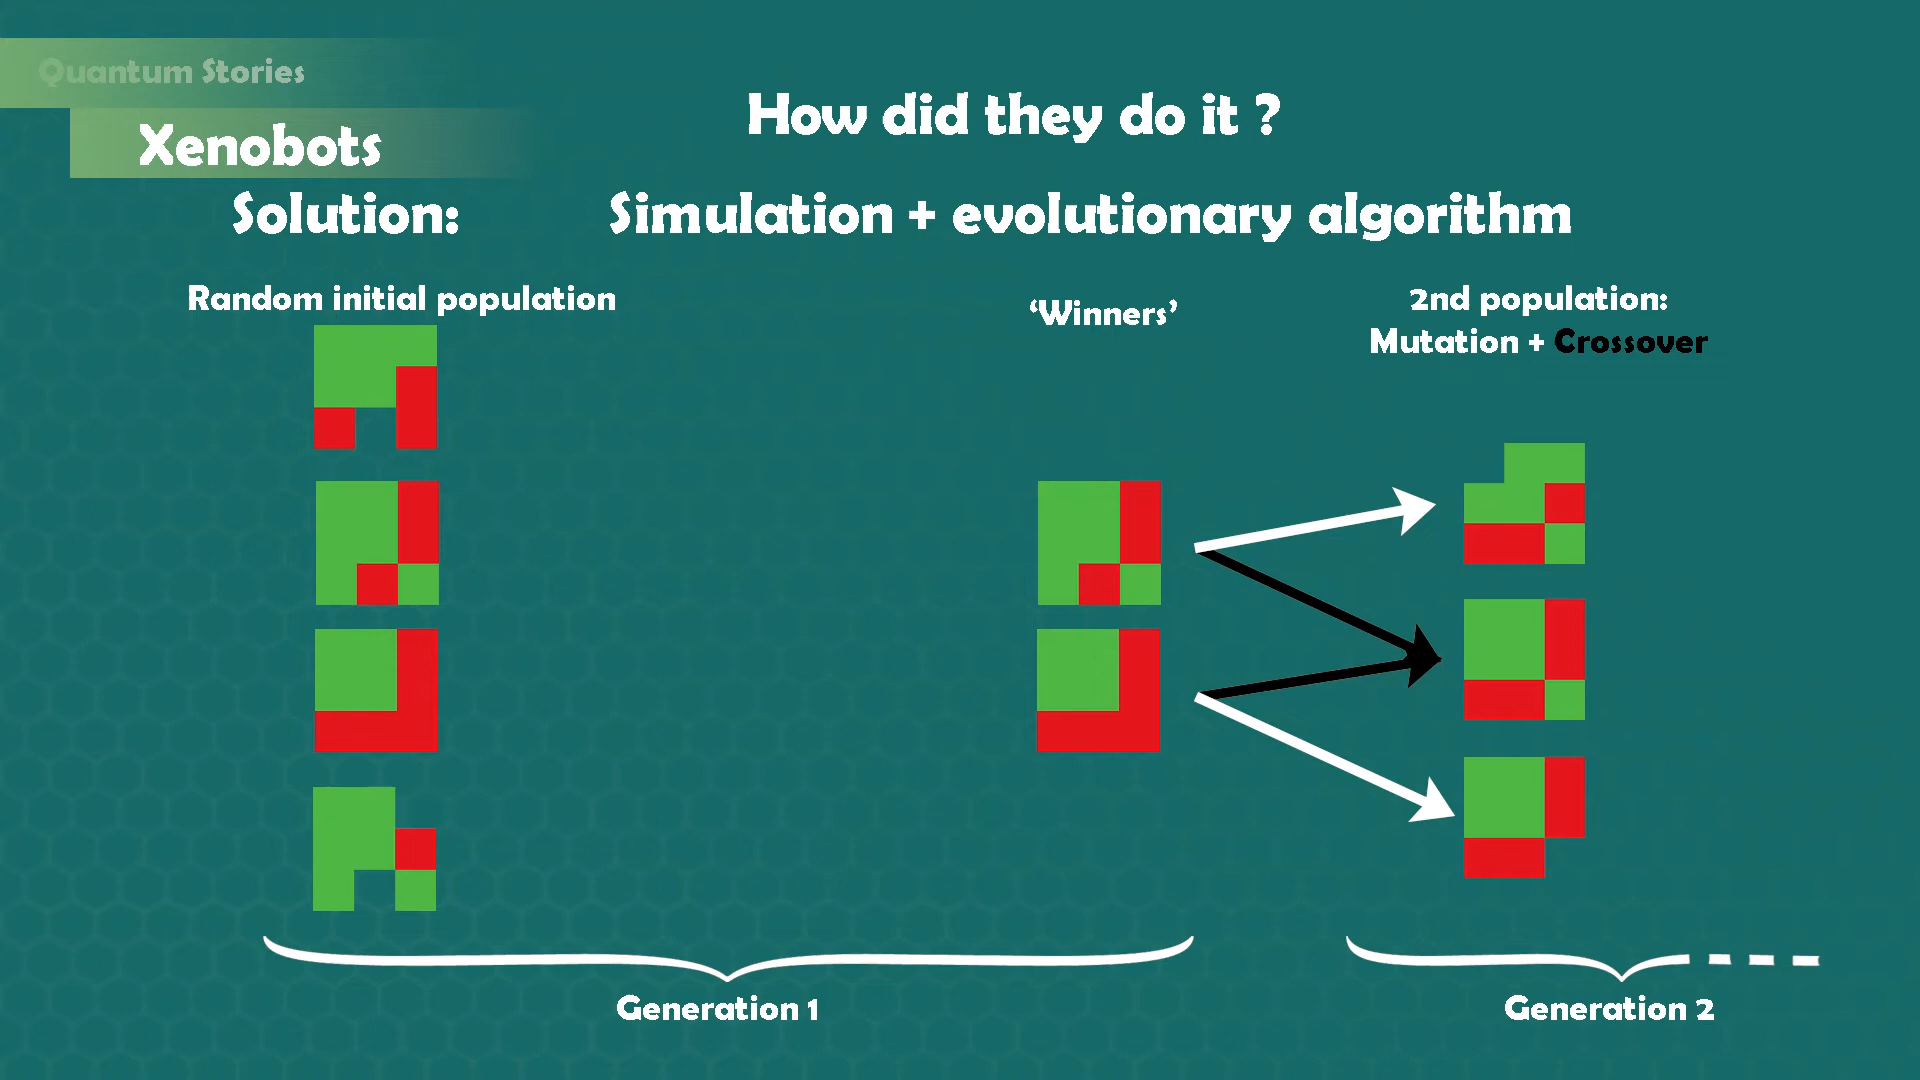 Quantum Stories
Xenobots
How did they do it ?
Solution:
Simulation + evolutionary algorithm
Random initial population
‘Winners’
2nd population:
Mutation + Crossover
Generation 1
Generation 2